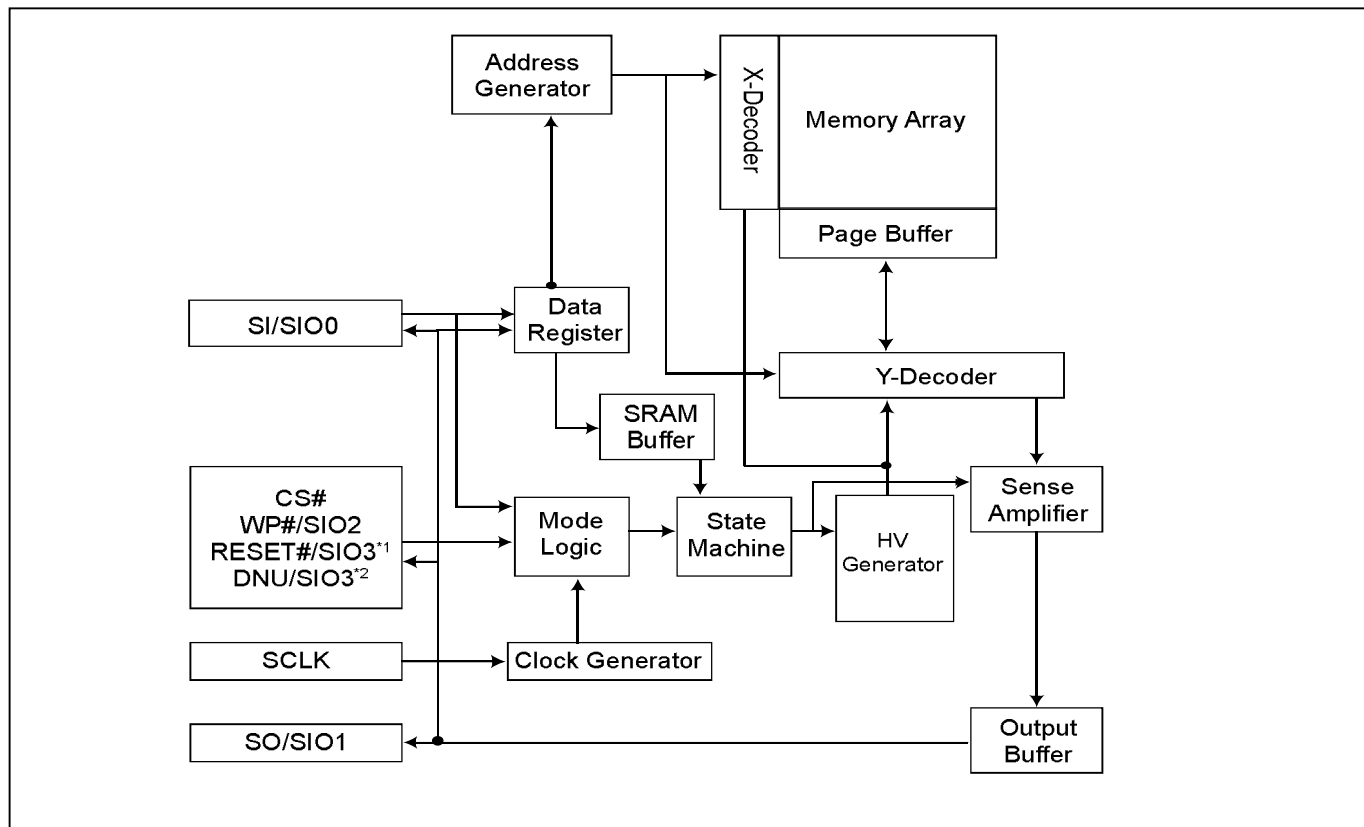 Address
Generator
X-Decoder
Memory Array
Page Buffer
SI/SIO0
Data
Register
Y-Decoder
SRAM
Buffer
CS#
WP#/SIO2
RESET#/SIO3*1
DNU/SIO3*2
Mode
Logic
State
Machine
HV
Generator
Sense
Amplifier
SCLK
Clock Generator
SO/SIO1
Output
Buffer